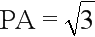 PA = √3